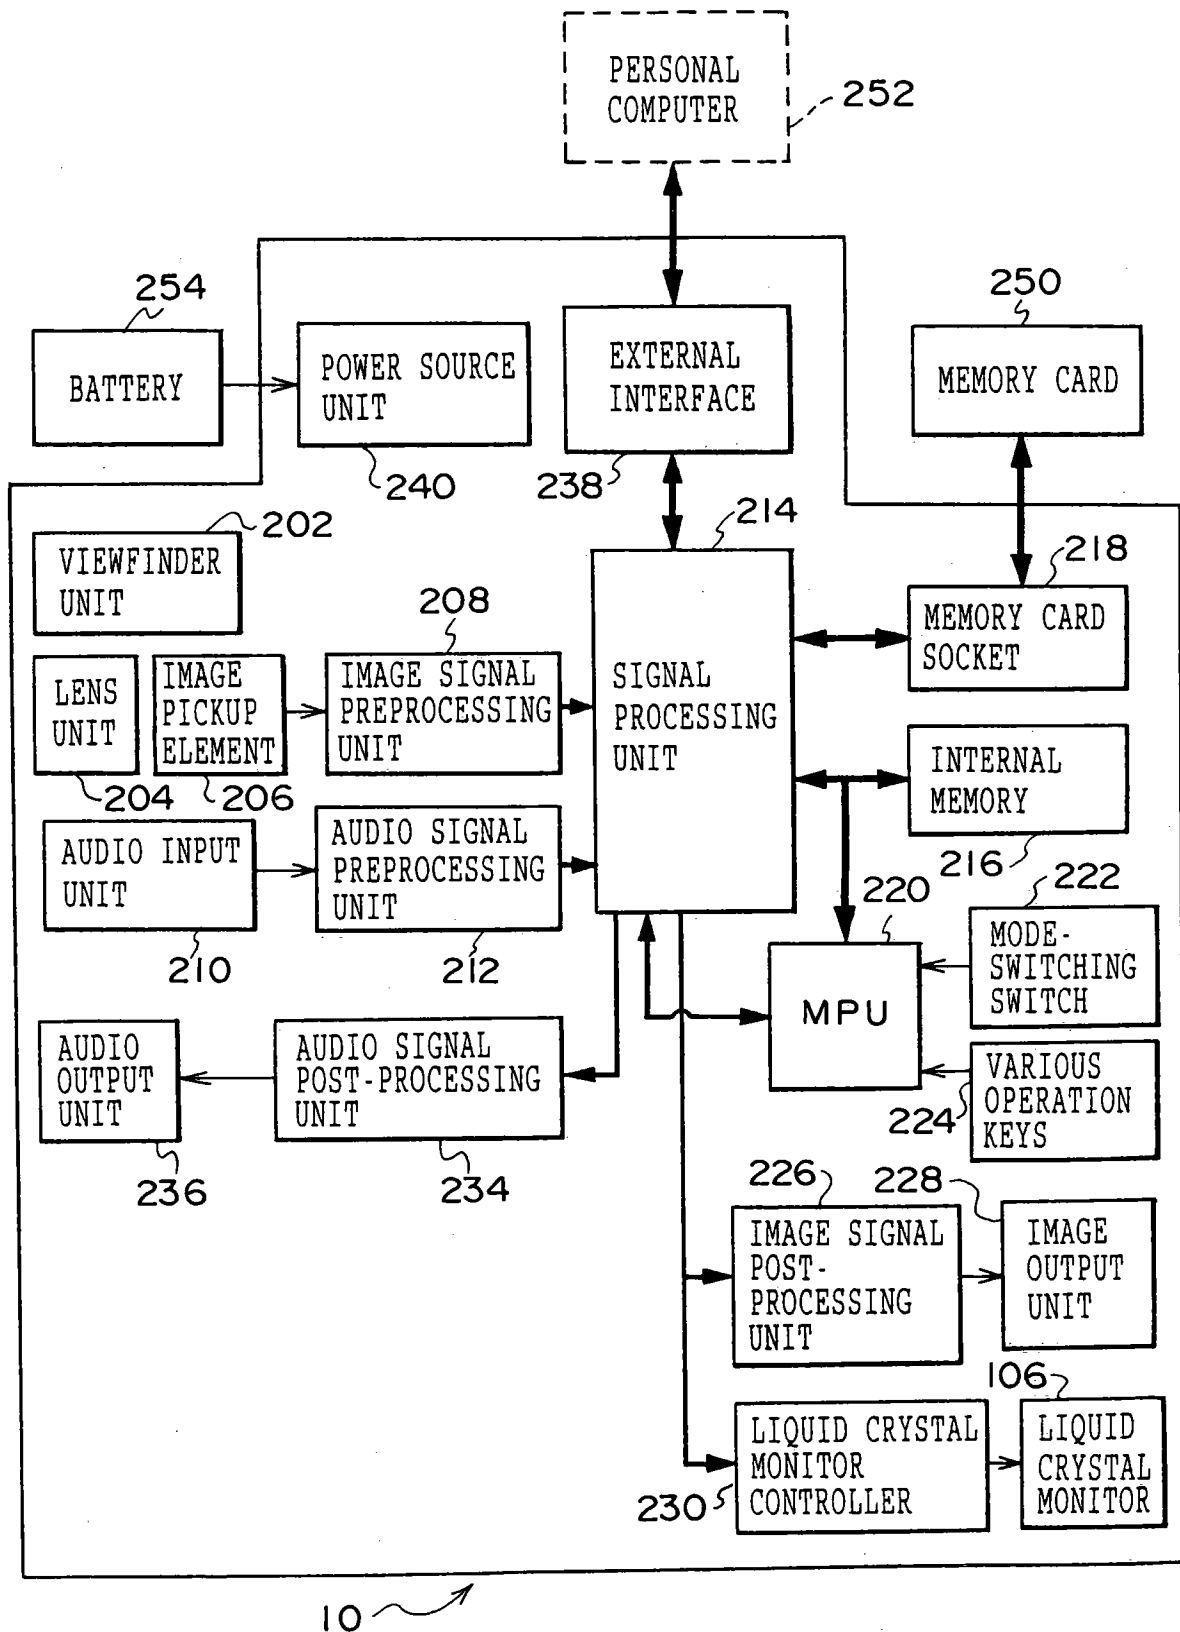 PERSONAL
COMPUTER
252
254
250
BATTERY
POWER SOURCE
UNIT
EXTERNAL
INTERFACE
MEMORY CARD
240
238
214
202
218
VIEWFINDER
UNIT
208
MEMORY CARD
SOCKET
LENS
UNIT
IMAGE
PICKUP
ELEMENT
IMAGE SIGNAL
PREPROCESSING
UNIT
SIGNAL
PROCESSING
UNIT
204
206
INTERNAL
MEMORY
AUDIO INPUT
UNIT
AUDIO SIGNAL
PREPROCESSING
UNIT
216
220
222
210
212
MPU
MODE-
SWITCHING
SWITCH
AUDIO
OUTPUT
UNIT
AUDIO SIGNAL
POST-PROCESSING
UNIT
224
VARIOUS
OPERATION
KEYS
236
234
226
228
IMAGE SIGNAL
POST-
PROCESSING
UNIT
IMAGE
OUTPUT
UNIT
106
LIQUID CRYSTAL
MONITOR
CONTROLLER
LIQUID
CRYSTAL
MONITOR
230
10